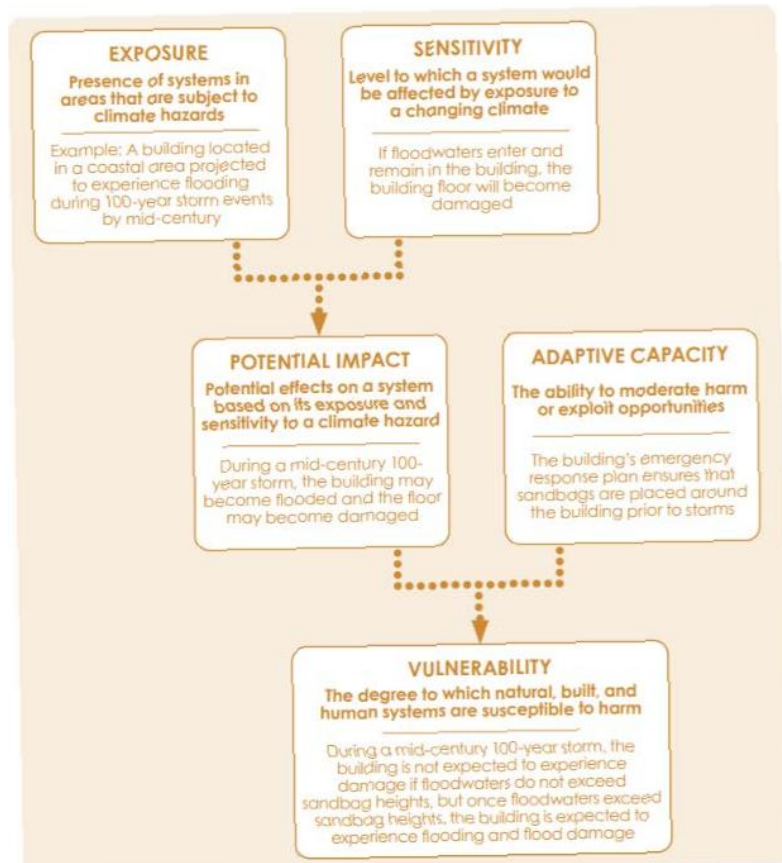 EXPOSURE
Presence of systems in
areas that are subject to
climate hazards
Example: A building located
in a coastal area projected
to experience flooding
during 100-year storm events
by mid-century
SENSITIVITY
Level to which a system would
be affected by exposure to
a changing climate
If floodwaters enter and
remain in the building, the
building floor will become
damaged
POTENTIAL IMPACT
Potential effects on a system
based on its exposure and
sensitivity to a climate hazard
During a mid-century 100-
year storm, the building may
become flooded and the floor
may become damaged
ADAPTIVE CAPACITY
The ability to moderate harm
or exploit opportunities
The building's emergency
response plan ensures that
sandbags are placed around
the building prior to storms
VULNERABILITY
The degree to which natural, built, and
human systems are susceptible to harm
During a mid-century 100-year storm, the
building is not expected to experience
damage if floodwaters do not exceed
sandbag heights, but once floodwaters exceed
sandbag heights, the building is expected to
experience flooding and flood damage